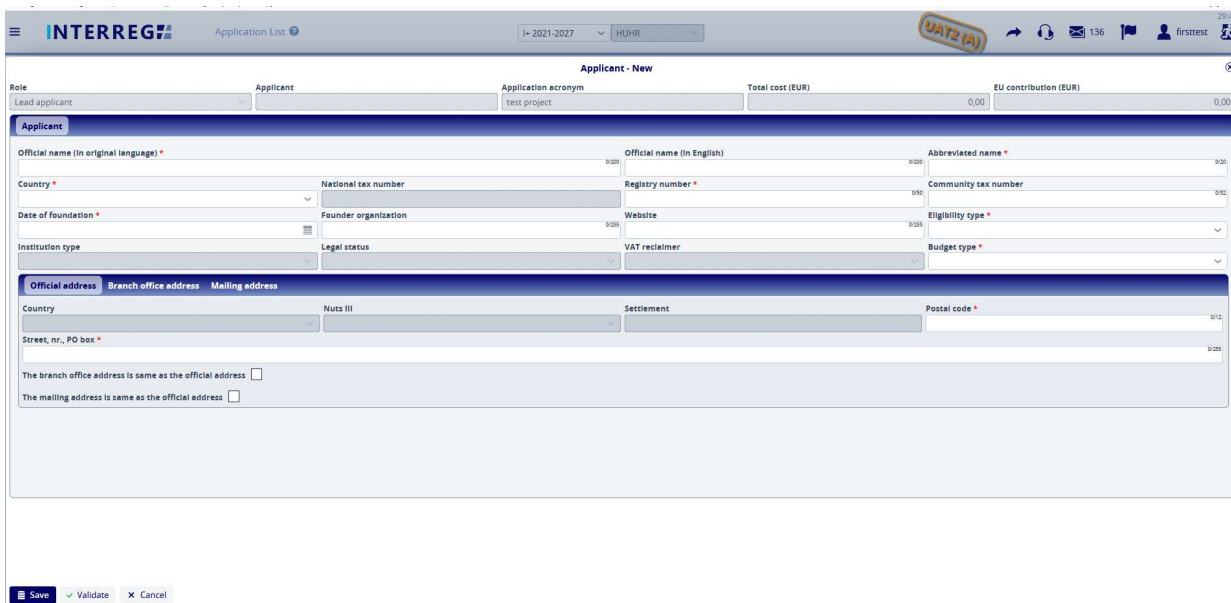 INTERREG
Application List
I+ 2021-2027
HUHR
UAT2 (A)
136
firsttest
Applicant - New
Role
Applicant
Application acronym
Total cost (EUR)
EU contribution (EUR)
Lead applicant
test project
0,00
0,00
Applicant
Official name (in original language) *
Official name (in English)
Abbreviated name *
0/200
0/200
0/20
Country *
National tax number
Registry number *
Community tax number
0/50
0/32
Date of foundation *
Founder organization
Website
Eligibility type *
0/255
0/255
Institution type
Legal status
VAT reclaimer
Budget type *
Official address
Branch office address
Mailing address
Country
Nuts III
Settlement
Postal code *
0/12
Street, nr., PO box *
0/255
The branch office address is same as the official address
The mailing address is same as the official address
Save
Validate
Cancel